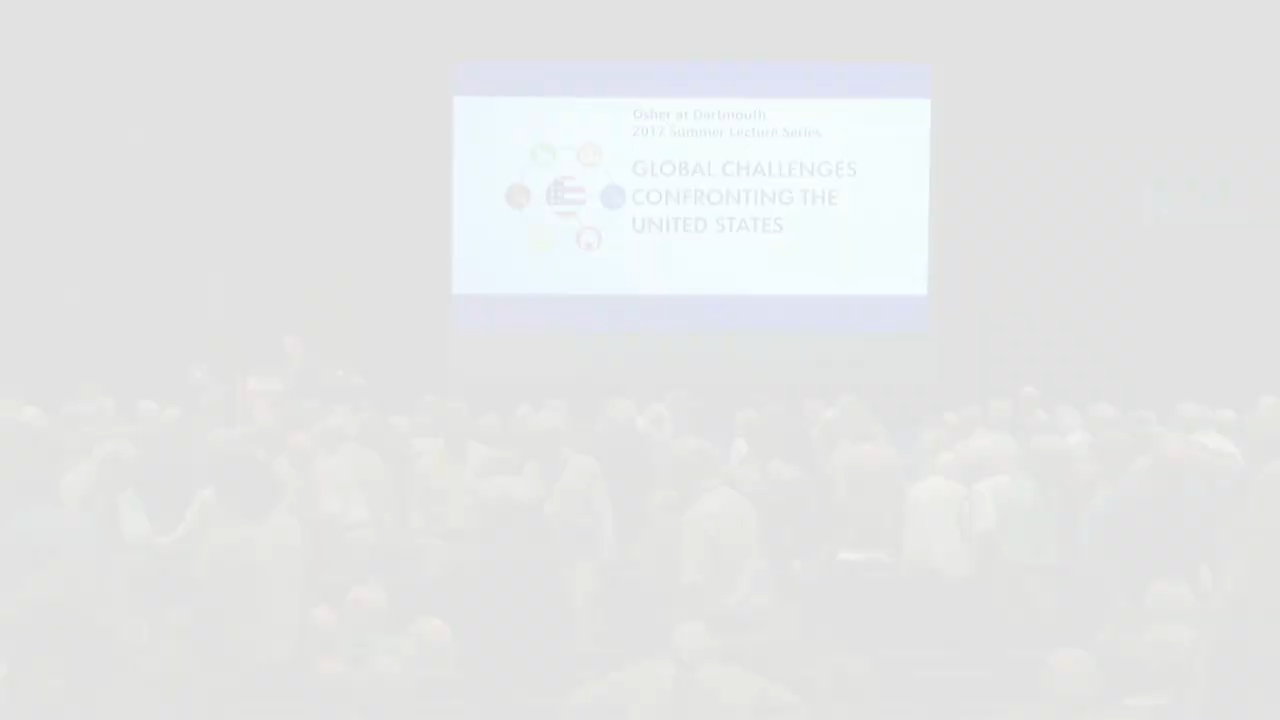 Osher at Dartmouth
2017 Summer Lecture Series
GLOBAL CHALLENGES
CONFRONTING THE
UNITED STATES